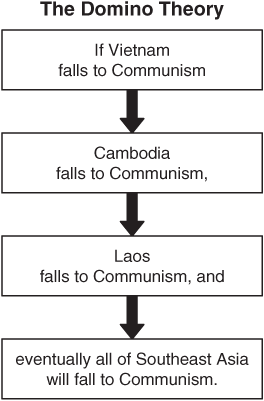 The Domino Theory
If Vietnam
falls to Communism
Cambodia
falls to Communism,
Laos
falls to Communism, and
eventually all of Southeast Asia
will fall to Communism.